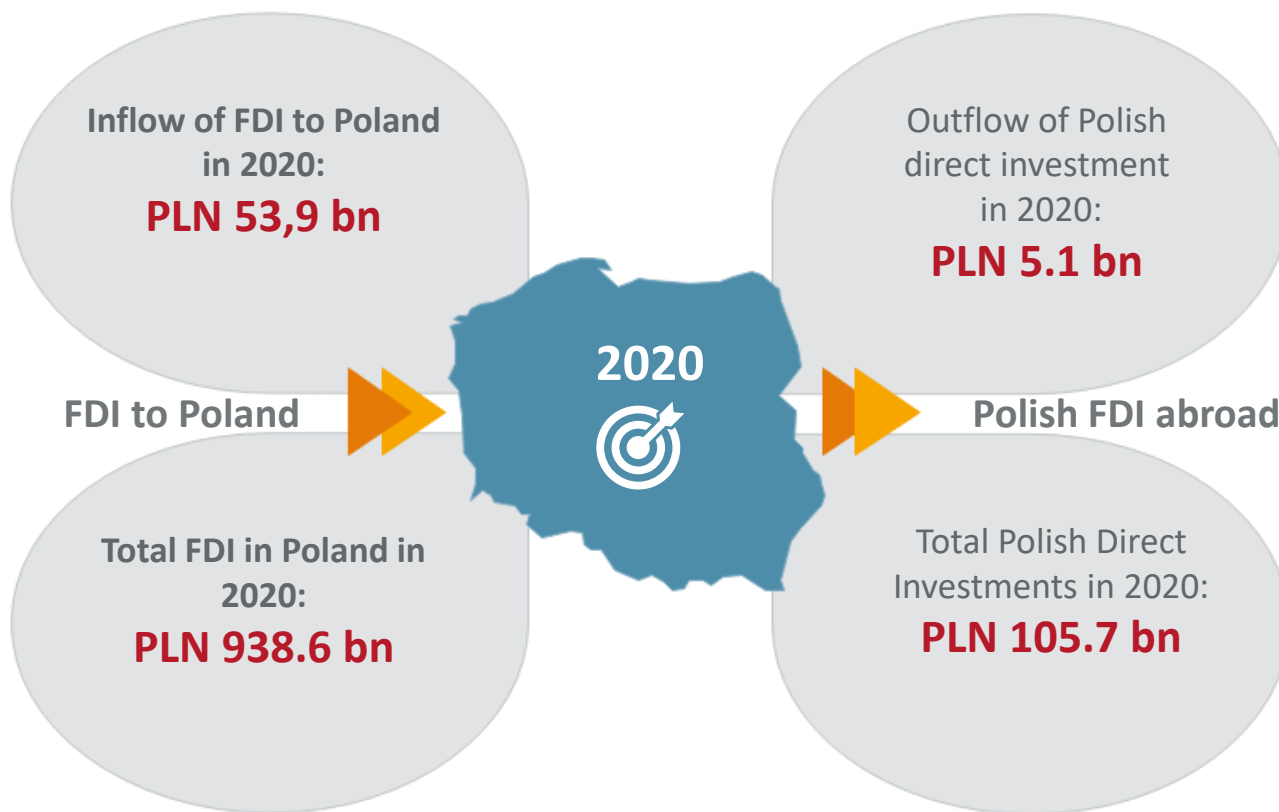 Inflow of FDI to Poland
in 2020:
PLN 53,9 bn
Outflow of Polish
direct investment
in 2020:
PLN 5.1 bn
2020
FDI to Poland
Polish FDI abroad
Total FDI in Poland in
2020:
PLN 938.6 bn
Total Polish Direct
Investments in 2020:
PLN 105.7 bn